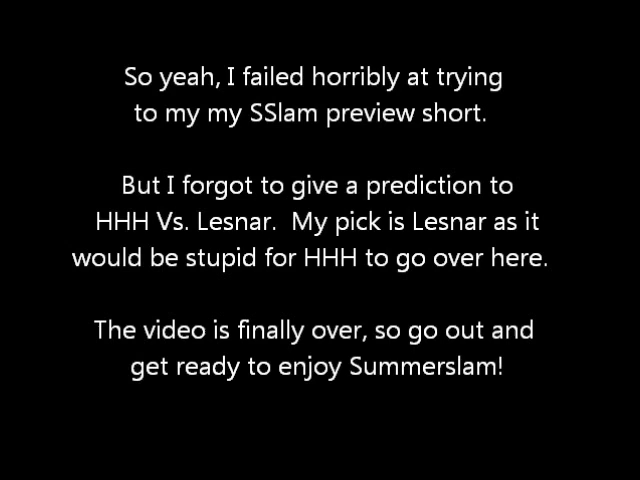 So yeah, I failed horribly at trying
to my my SSlam preview short.
But I forgot to give a prediction to
HHH Vs. Lesnar.  My pick is Lesnar as it
would be stupid for HHH to go over here.
The video is finally over, so go out and
get ready to enjoy Summerslam!